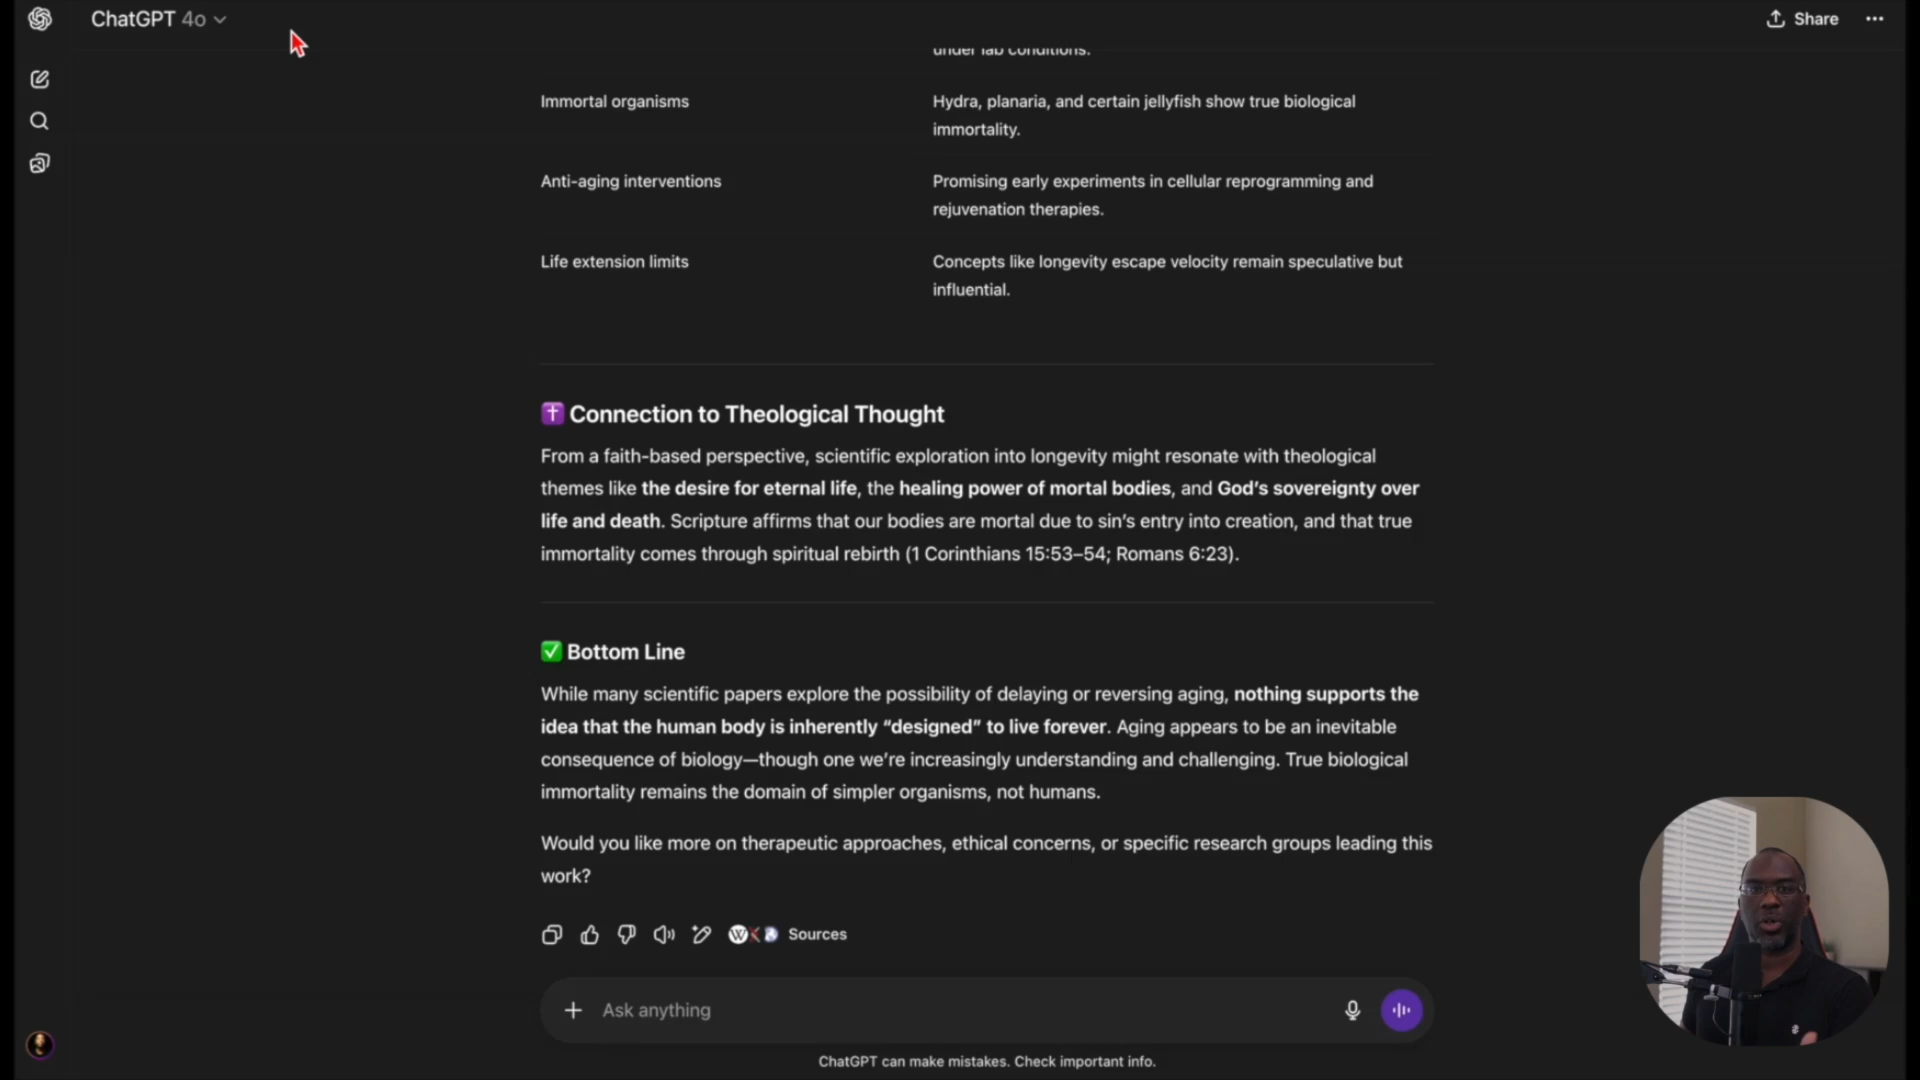 ChatGPT 4o
Share
under lab conditions.
Immortal organisms
Hydra, planaria, and certain jellyfish show true biological
immortality.
Anti-aging interventions
Promising early experiments in cellular reprogramming and
rejuvenation therapies.
Life extension limits
Concepts like longevity escape velocity remain speculative but
influential.
Connection to Theological Thought
From a faith-based perspective, scientific exploration into longevity might resonate with theological
themes like the desire for eternal life, the healing power of mortal bodies, and God’s sovereignty over
life and death. Scripture affirms that our bodies are mortal due to sin’s entry into creation, and that true
immortality comes through spiritual rebirth (1 Corinthians 15:53–54; Romans 6:23).
Bottom Line
While many scientific papers explore the possibility of delaying or reversing aging, nothing supports the
idea that the human body is inherently “designed” to live forever. Aging appears to be an inevitable
consequence of biology—though one we’re increasingly understanding and challenging. True biological
immortality remains the domain of simpler organisms, not humans.
Would you like more on therapeutic approaches, ethical concerns, or specific research groups leading this
work?
W
Sources
Ask anything
ChatGPT can make mistakes. Check important info.